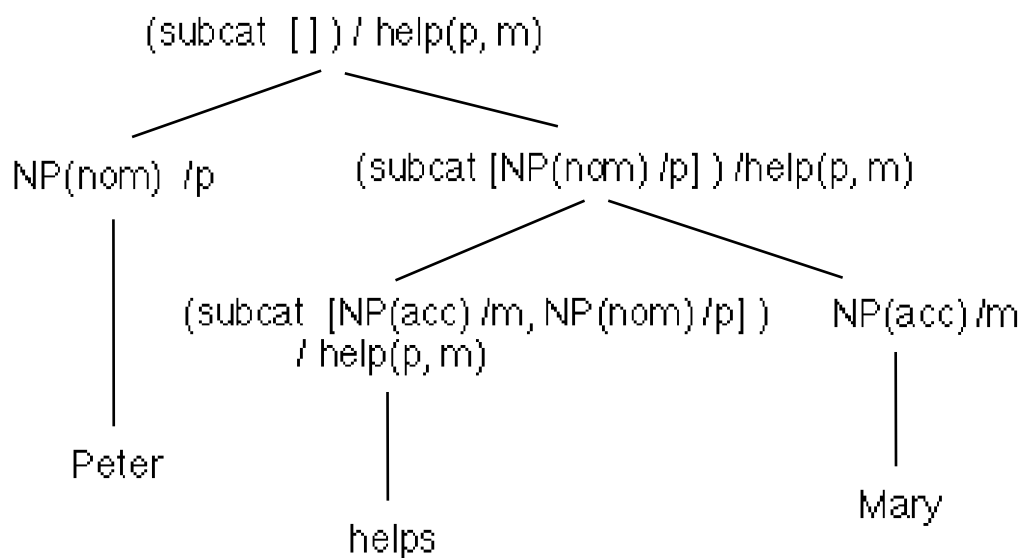 (subcat [ ] ) / help(p, m)
NP(nom) /p
(subcat [NP(nom) /p] ) /help(p, m)
(subcat [NP(acc) /m, NP(nom) /p] )
/ help(p, m)
NP(acc) /m
Peter
helps
Mary